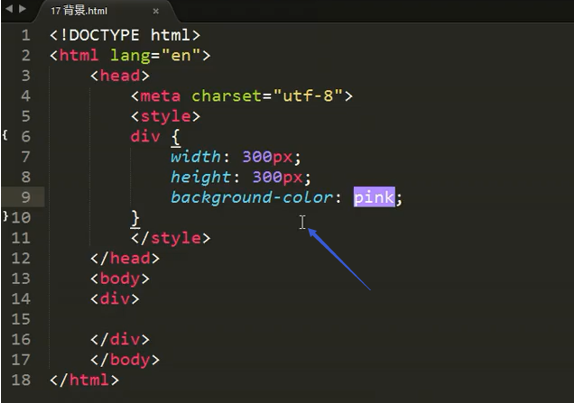 17 背景.html ×
1 <!DOCTYPE html>
2 <html lang="en">
3 <head>
4 <meta charset="utf-8">
5 <style>
{ 6 div {
7 width: 300px;
8 height: 300px;
9 background-color: pink;
} 10 }
11 </style>
12 </head>
13 <body>
14 <div>
15
16 </div>
17 </body>
18 </html>